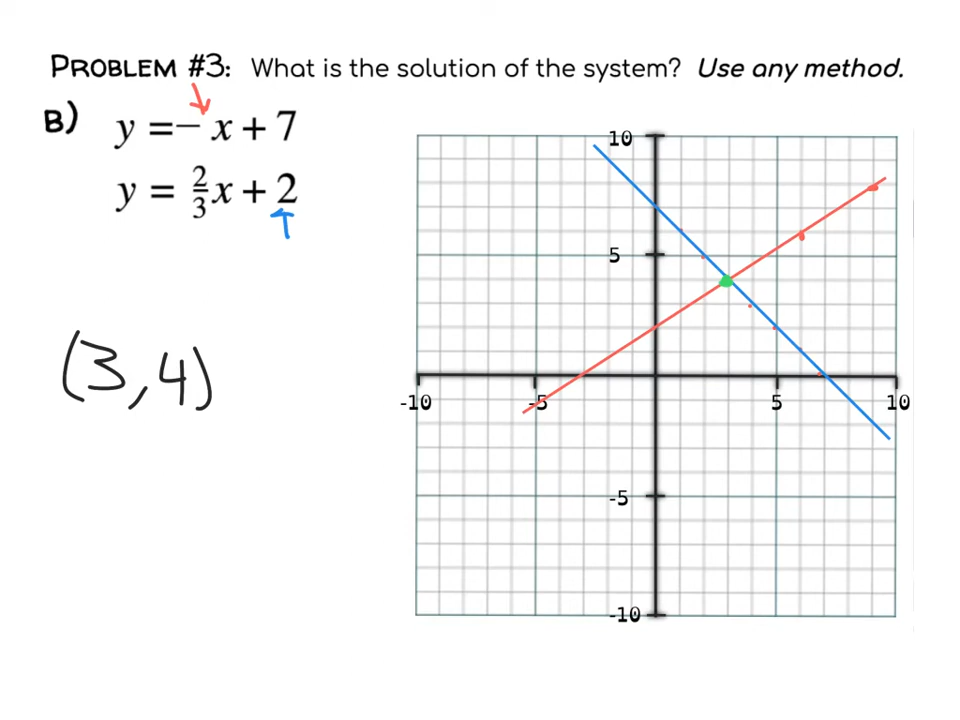 PROBLEM #3: What is the solution of the system? Use any method.
B) y = − x + 7
y = 2/3 x + 2
(3,4)
10
5
-10 -5 5 10
-5
-10